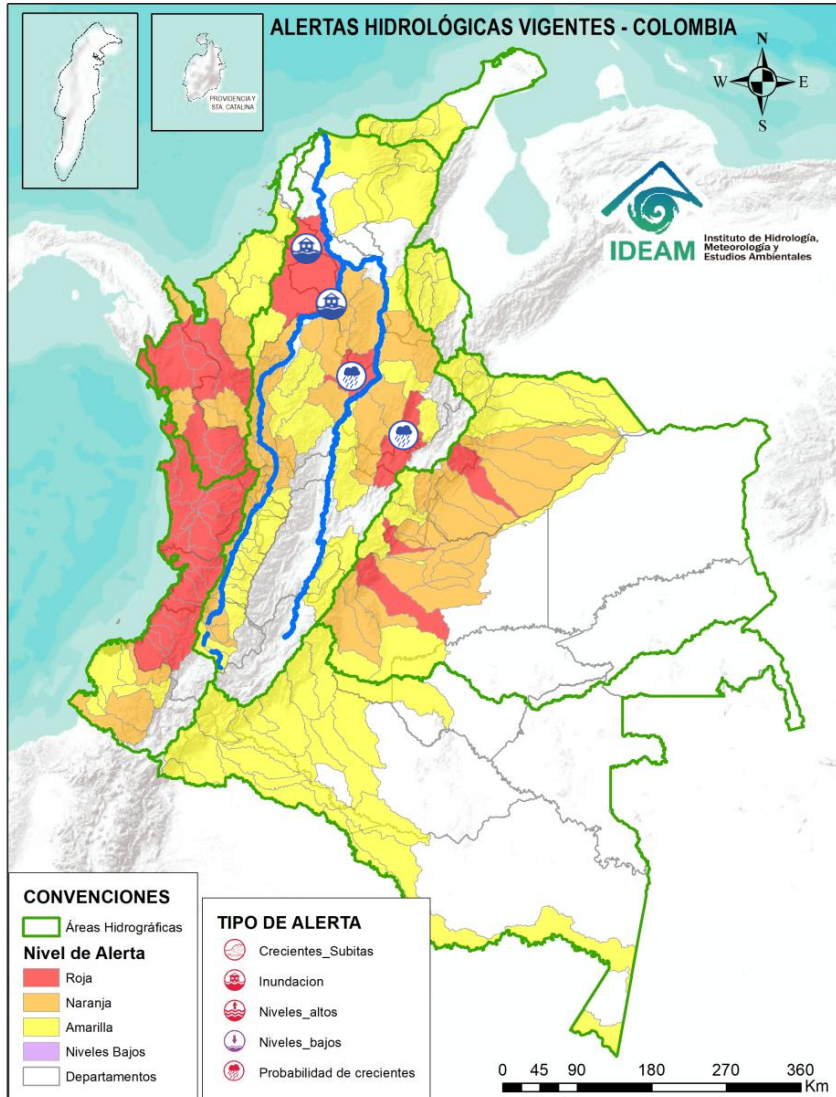 ALERTAS HIDROLÓGICAS VIGENTES - COLOMBIA
PROVIDENCIA Y
STA. CATALINA
N
W
E
S
IDEAM
Instituto de Hidrología,
Meteorología y
Estudios Ambientales
CONVENCIONES
Áreas Hidrográficas
Nivel de Alerta
Roja
Naranja
Amarilla
Niveles Bajos
Departamentos
TIPO DE ALERTA
Crecientes_Subitas
Inundacion
Niveles_altos
Niveles_bajos
Probabilidad de crecientes
0 45 90 180 270 360
Km